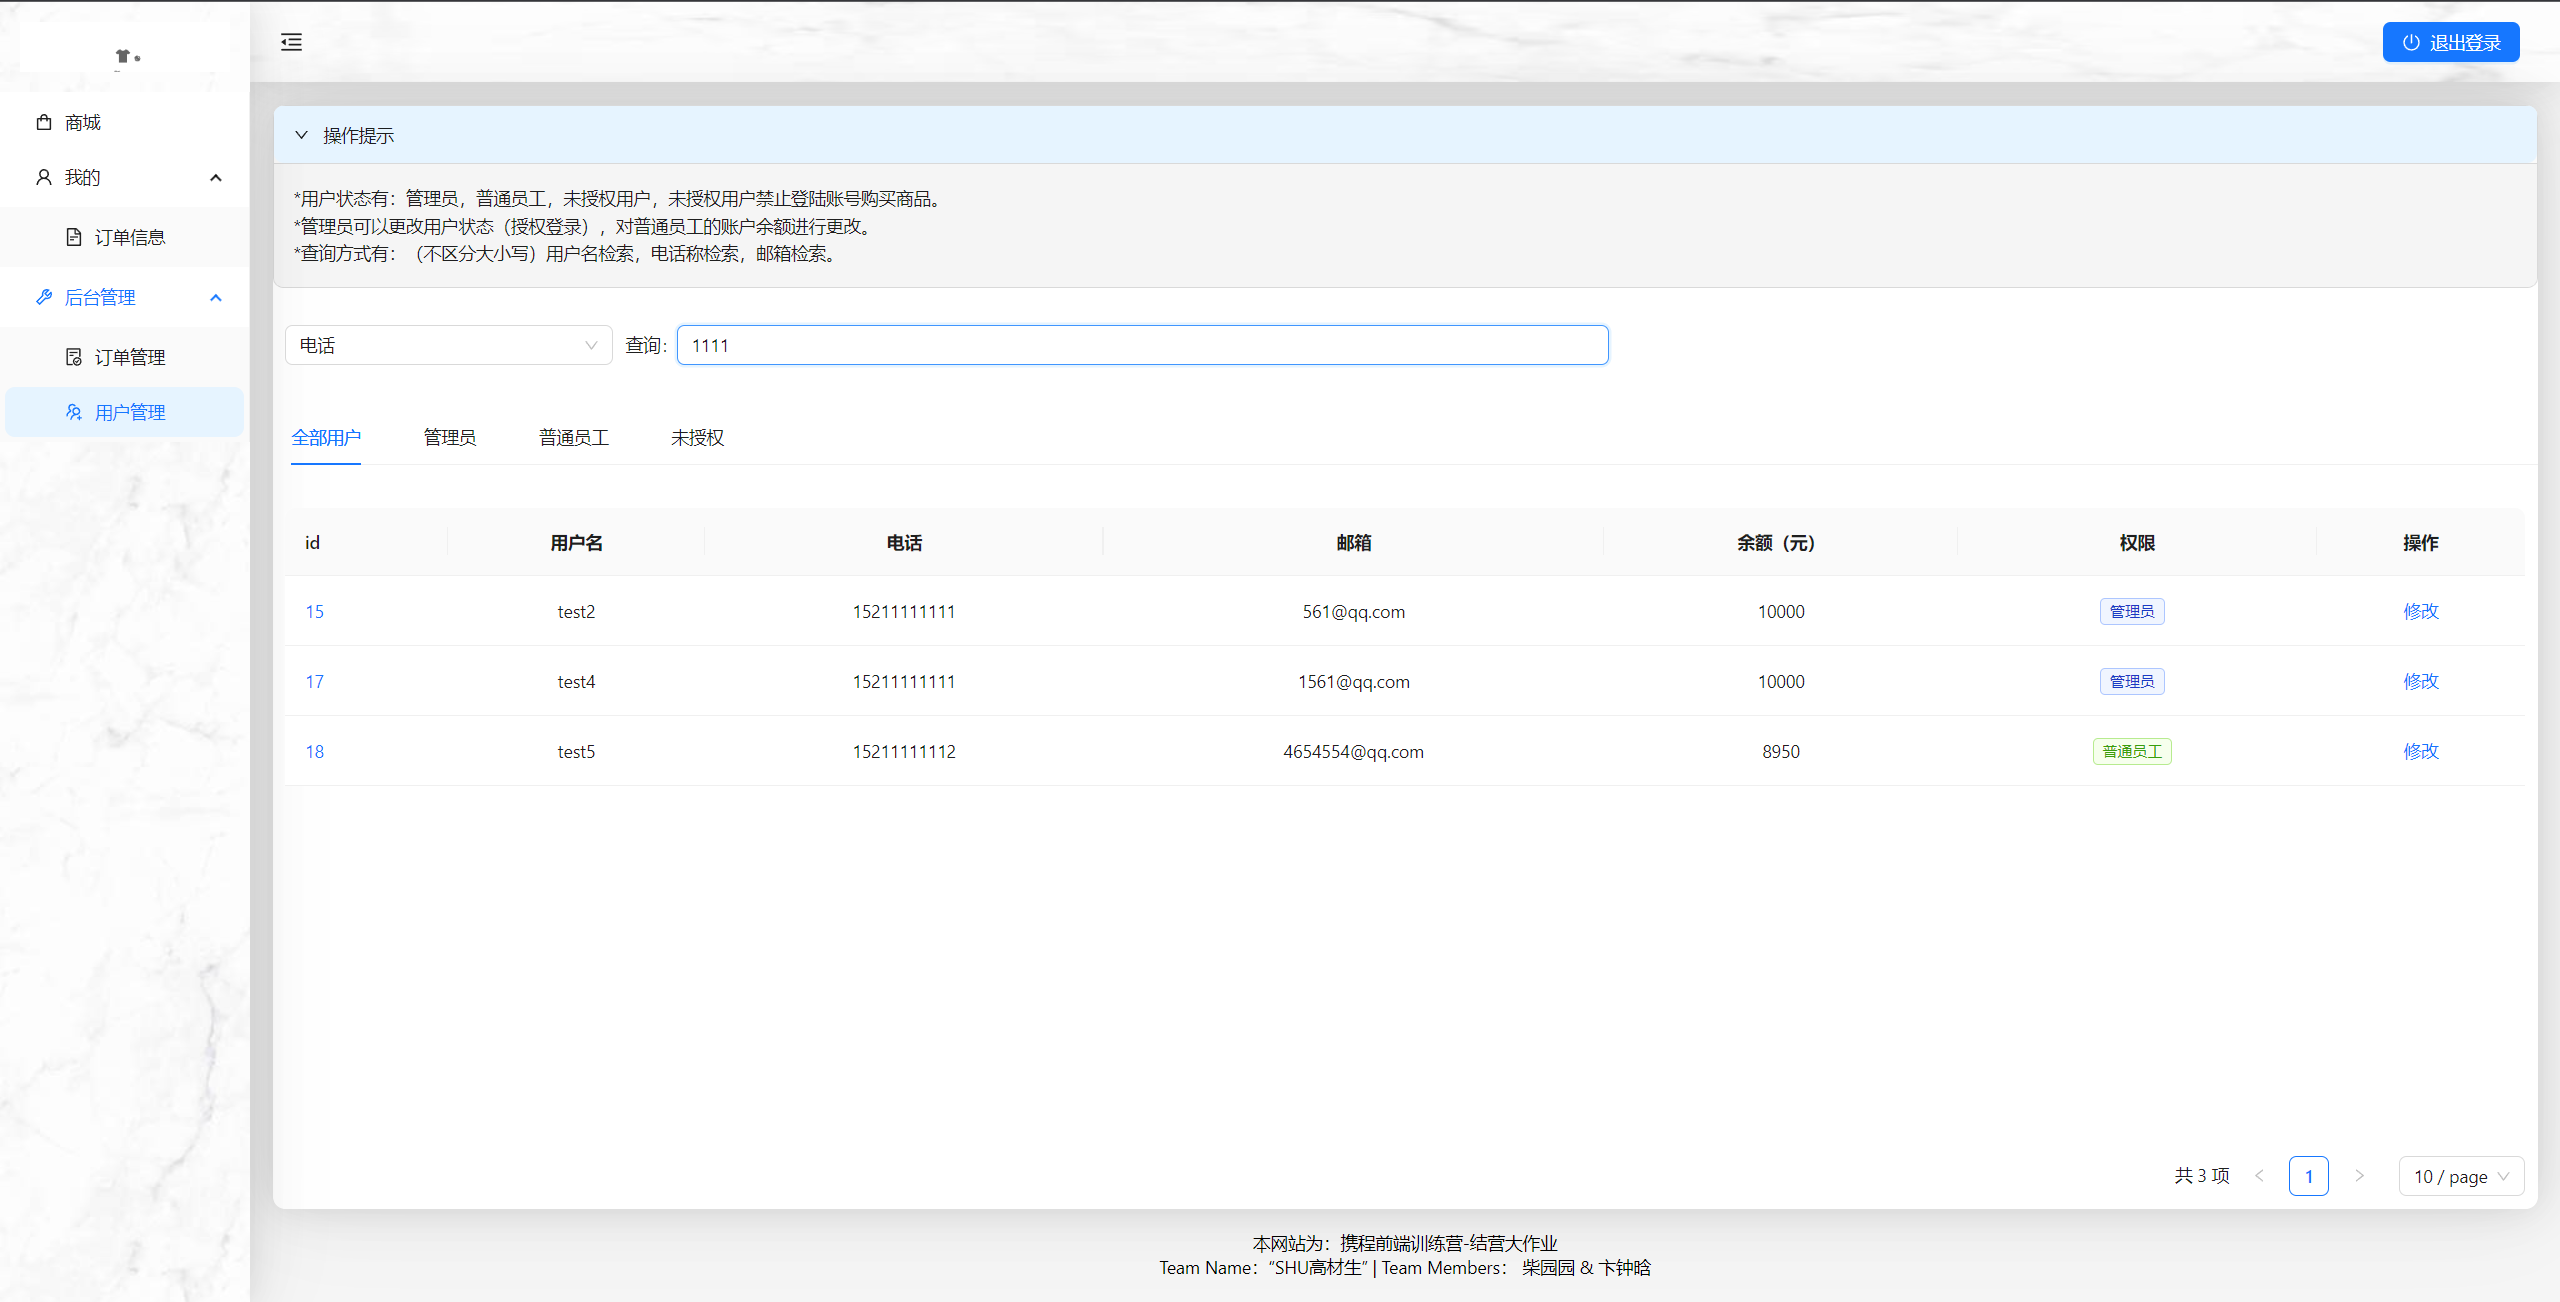 退出登录
商城
我的
订单信息
后台管理
订单管理
用户管理
操作提示
*用户状态有：管理员，普通员工，未授权用户，未授权用户禁止登陆账号购买商品。
*管理员可以更改用户状态（授权登录），对普通员工的账户余额进行更改。
*查询方式有：（不区分大小写）用户名检索，电话称检索，邮箱检索。
电话 查询: 1111
全部用户 管理员 普通员工 未授权
id 用户名 电话 邮箱 余额（元） 权限 操作
15 test2 15211111111 561@qq.com 10000 管理员 修改
17 test4 15211111111 1561@qq.com 10000 管理员 修改
18 test5 15211111112 4654554@qq.com 8950 普通员工 修改
共 3 项 < 1 > 10 / page
本网站为：携程前端训练营-结营大作业
Team Name：“SHU高材生” | Team Members： 柴园园 & 卞钟晗